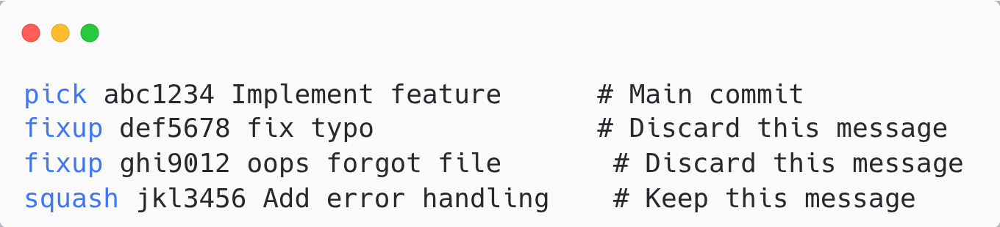 pick abc1234 Implement feature      # Main commit
fixup def5678 fix typo              # Discard this message
fixup ghi9012 oops forgot file       # Discard this message
squash jkl3456 Add error handling    # Keep this message